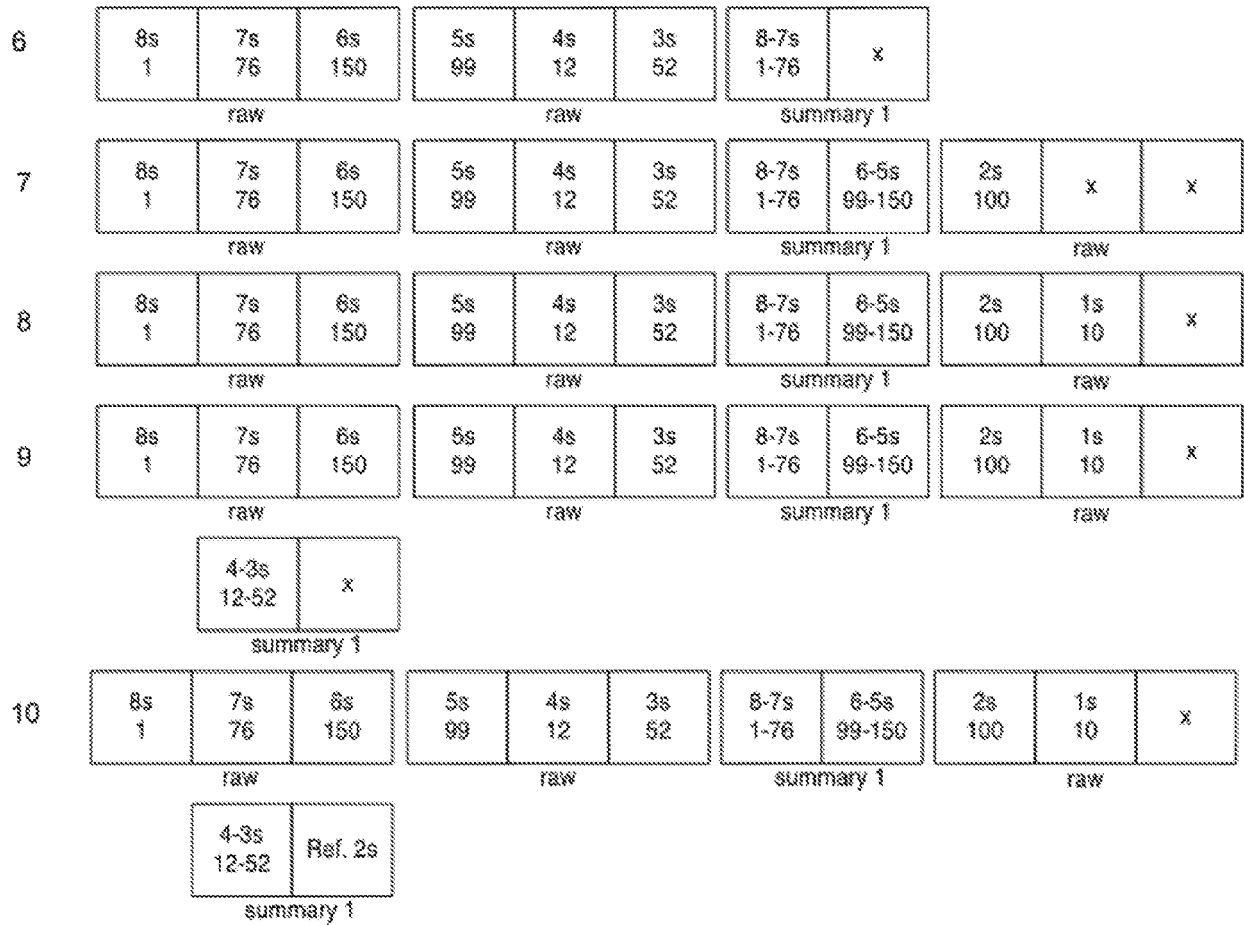 6 8s 7s 6s 5s 4s 3s 8-7s x
1 76 150 99 12 52 1-76
raw raw summary 1
7 8s 7s 6s 5s 4s 3s 8-7s 6-5s 2s x x
1 76 150 99 12 52 1-76 99-150 100
raw raw summary 1 raw
8 8s 7s 6s 5s 4s 3s 8-7s 6-5s 2s 1s x
1 76 150 99 12 52 1-76 99-150 100 10
raw raw summary 1 raw
9 8s 7s 6s 5s 4s 3s 8-7s 6-5s 2s 1s x
1 76 150 99 12 52 1-76 99-150 100 10
raw raw summary 1 raw
4-3s x
12-52
summary 1
10 8s 7s 6s 5s 4s 3s 8-7s 6-5s 2s 1s x
1 76 150 99 12 52 1-76 99-150 100 10
raw raw summary 1 raw
4-3s Ref. 2s
12-52
summary 1